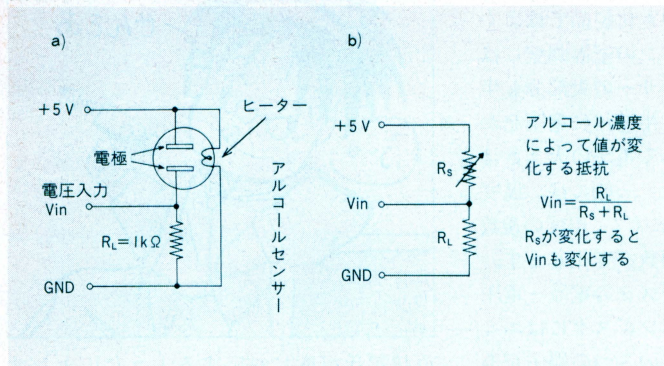 a)
+5V
ヒーター
電極
電圧入力
Vin
RL=1kΩ
GND
アルコールセンサー
b)
+5V
RS
Vin
RL
GND
アルコール濃度
によって値が変
化する抵抗
Vin=RL/RS+RL
RSが変化すると
Vinも変化する